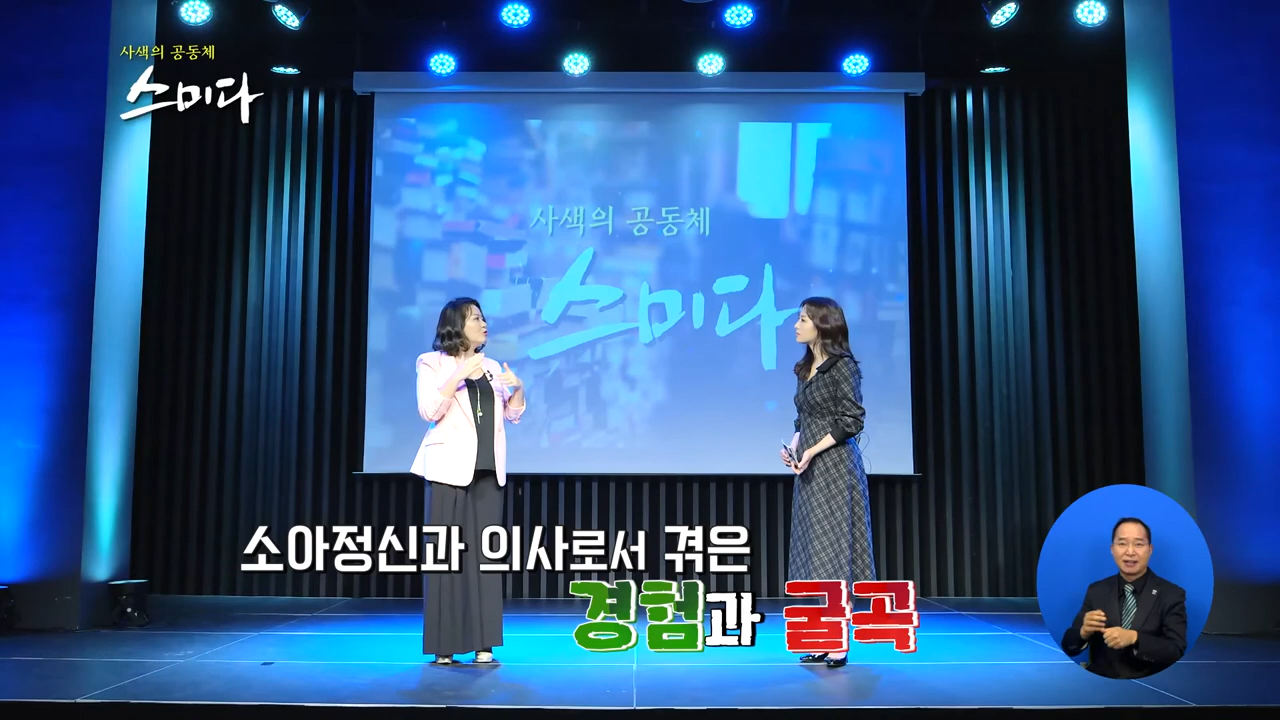 사색의 공동체
스미다
사색의 공동체
스미다
소아정신과 의사로서 겪은
경험과 굴곡